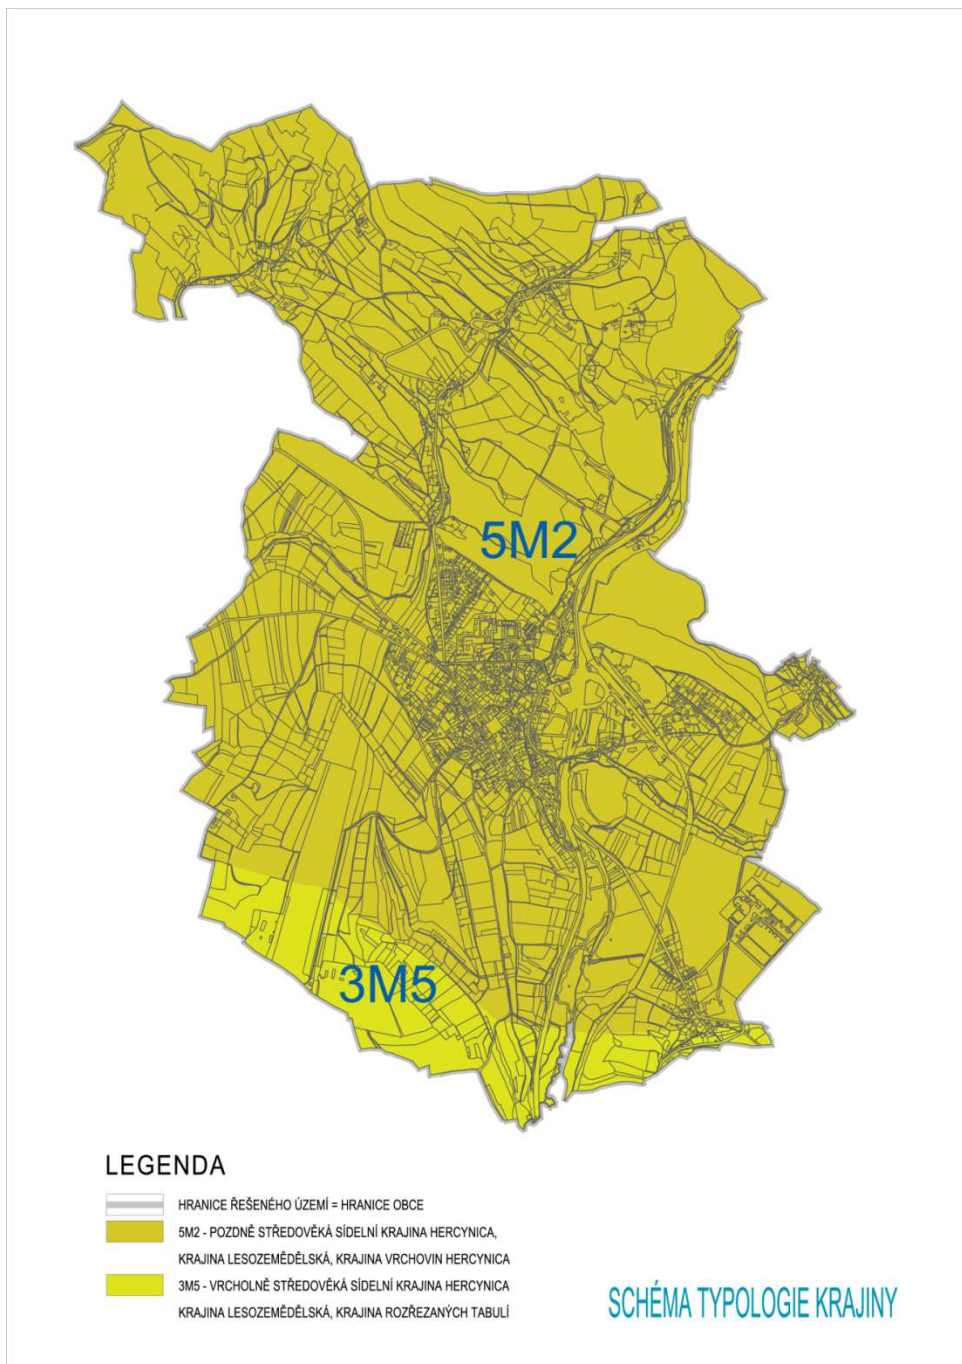 5M2
3M5
LEGENDA
HRANICE ŘEŠENÉHO ÚZEMÍ = HRANICE OBCE
5M2 - POZDNĚ STŘEDOVĚKÁ SÍDELNÍ KRAJINA HERCYNICA,
KRAJINA LESOZEMĚDĚLSKÁ, KRAJINA VRCHOVIN HERCYNICA
3M5 - VRCHOLNĚ STŘEDOVĚKÁ SÍDELNÍ KRAJINA HERCYNICA
KRAJINA LESOZEMĚDĚLSKÁ, KRAJINA ROZŘEZANÝCH TABULÍ
SCHÉMA TYPOLOGIE KRAJINY